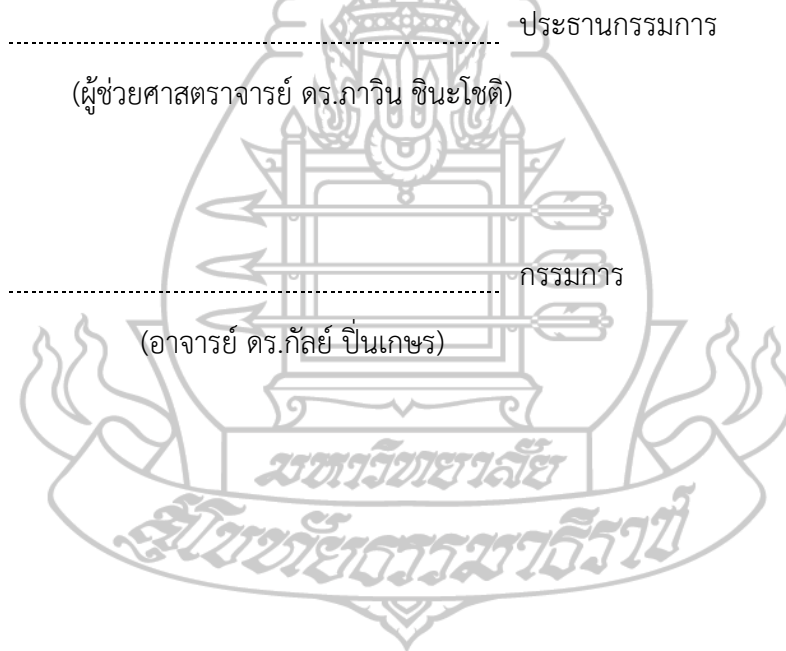 ประธานกรรมการ
(ผู้ช่วยศาสตราจารย์ ดร.ภาวิน ชินะโชติ)
กรรมการ
(อาจารย์ ดร.กัลย์ ปิ่นเกษร)
มหาวิทยาลัย
สุโขทัยธรรมาธิราช